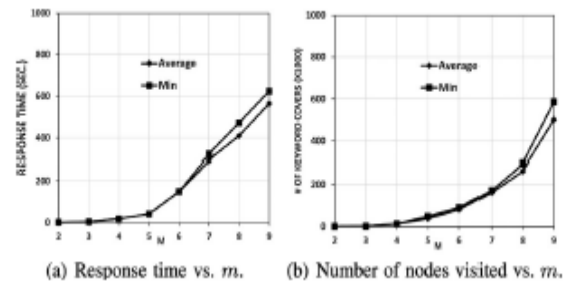 1000
800
600
400
200
0
RESPONSE TIME (SEC.)
Average
Min
2 3 4 5 6 7 8 9
M
(a) Response time vs. m.
1000
800
600
400
200
0
# OF KEYWORD COVERS (X1000)
Average
Min
2 3 4 5 6 7 8 9
M
(b) Number of nodes visited vs. m.